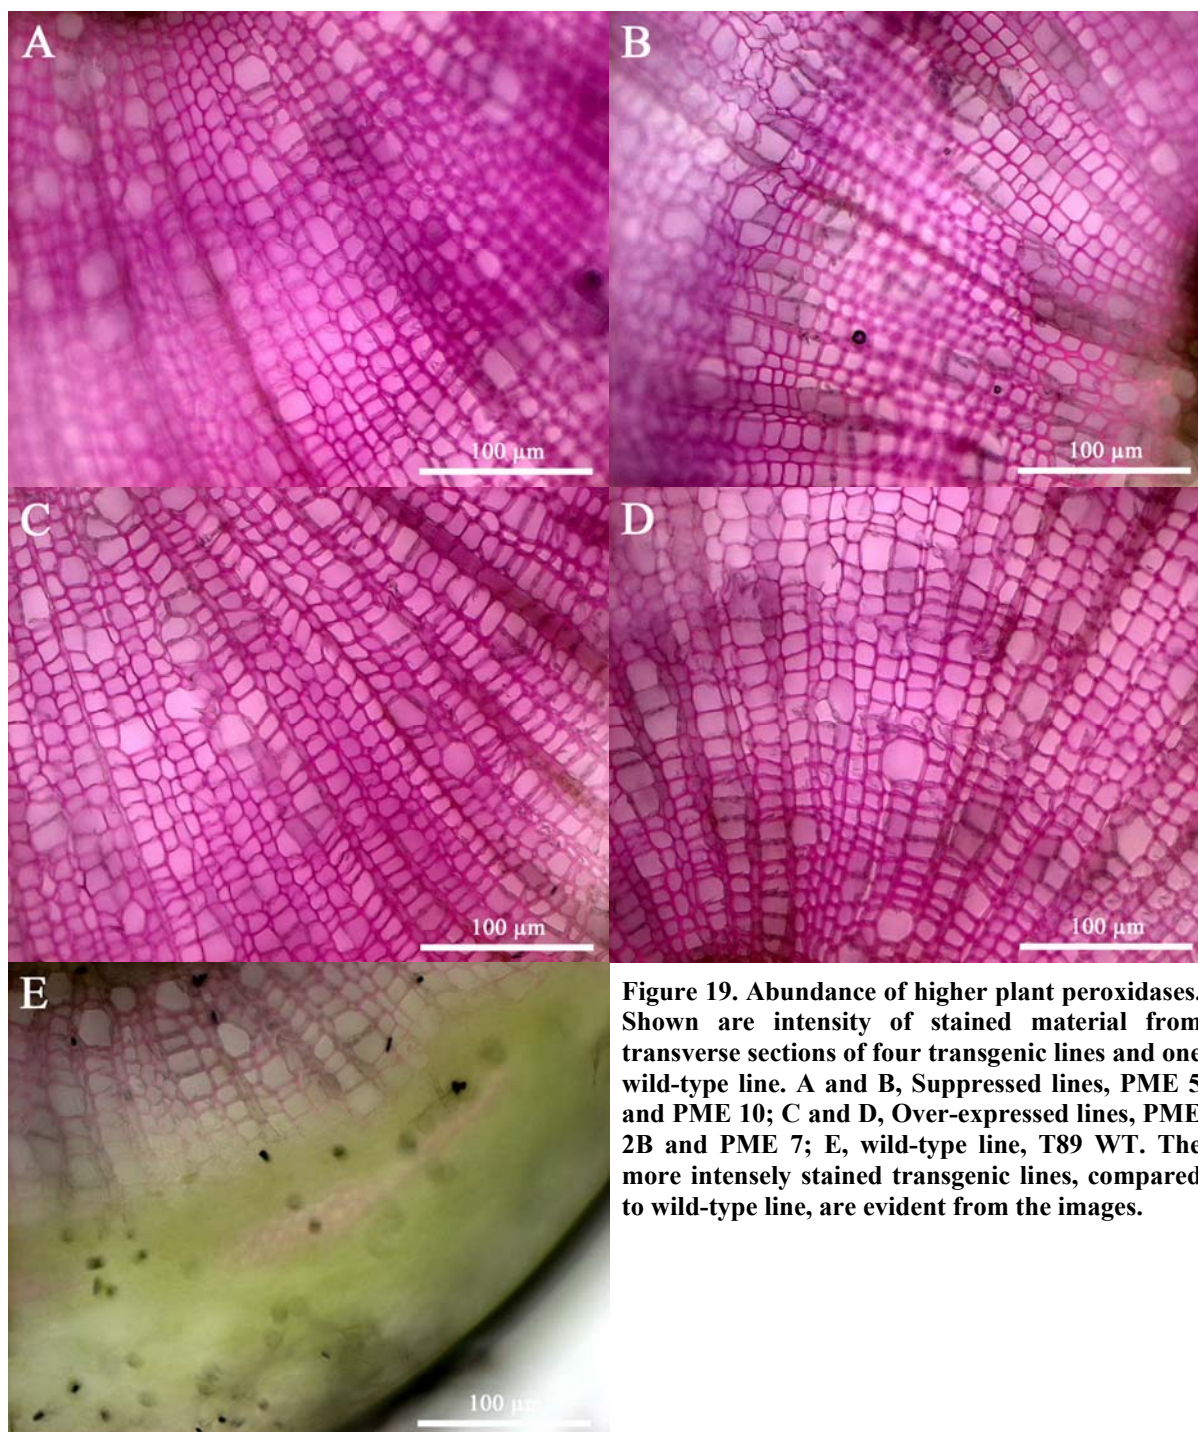 A
B
100 µm
100 µm
C
D
100 µm
100 µm
E
Figure 19. Abundance of higher plant peroxidases.
Shown are intensity of stained material from
transverse sections of four transgenic lines and one
wild-type line. A and B, Suppressed lines, PME 5
and PME 10; C and D, Over-expressed lines, PME
2B and PME 7; E, wild-type line, T89 WT. The
more intensely stained transgenic lines, compared
to wild-type line, are evident from the images.
100 µm